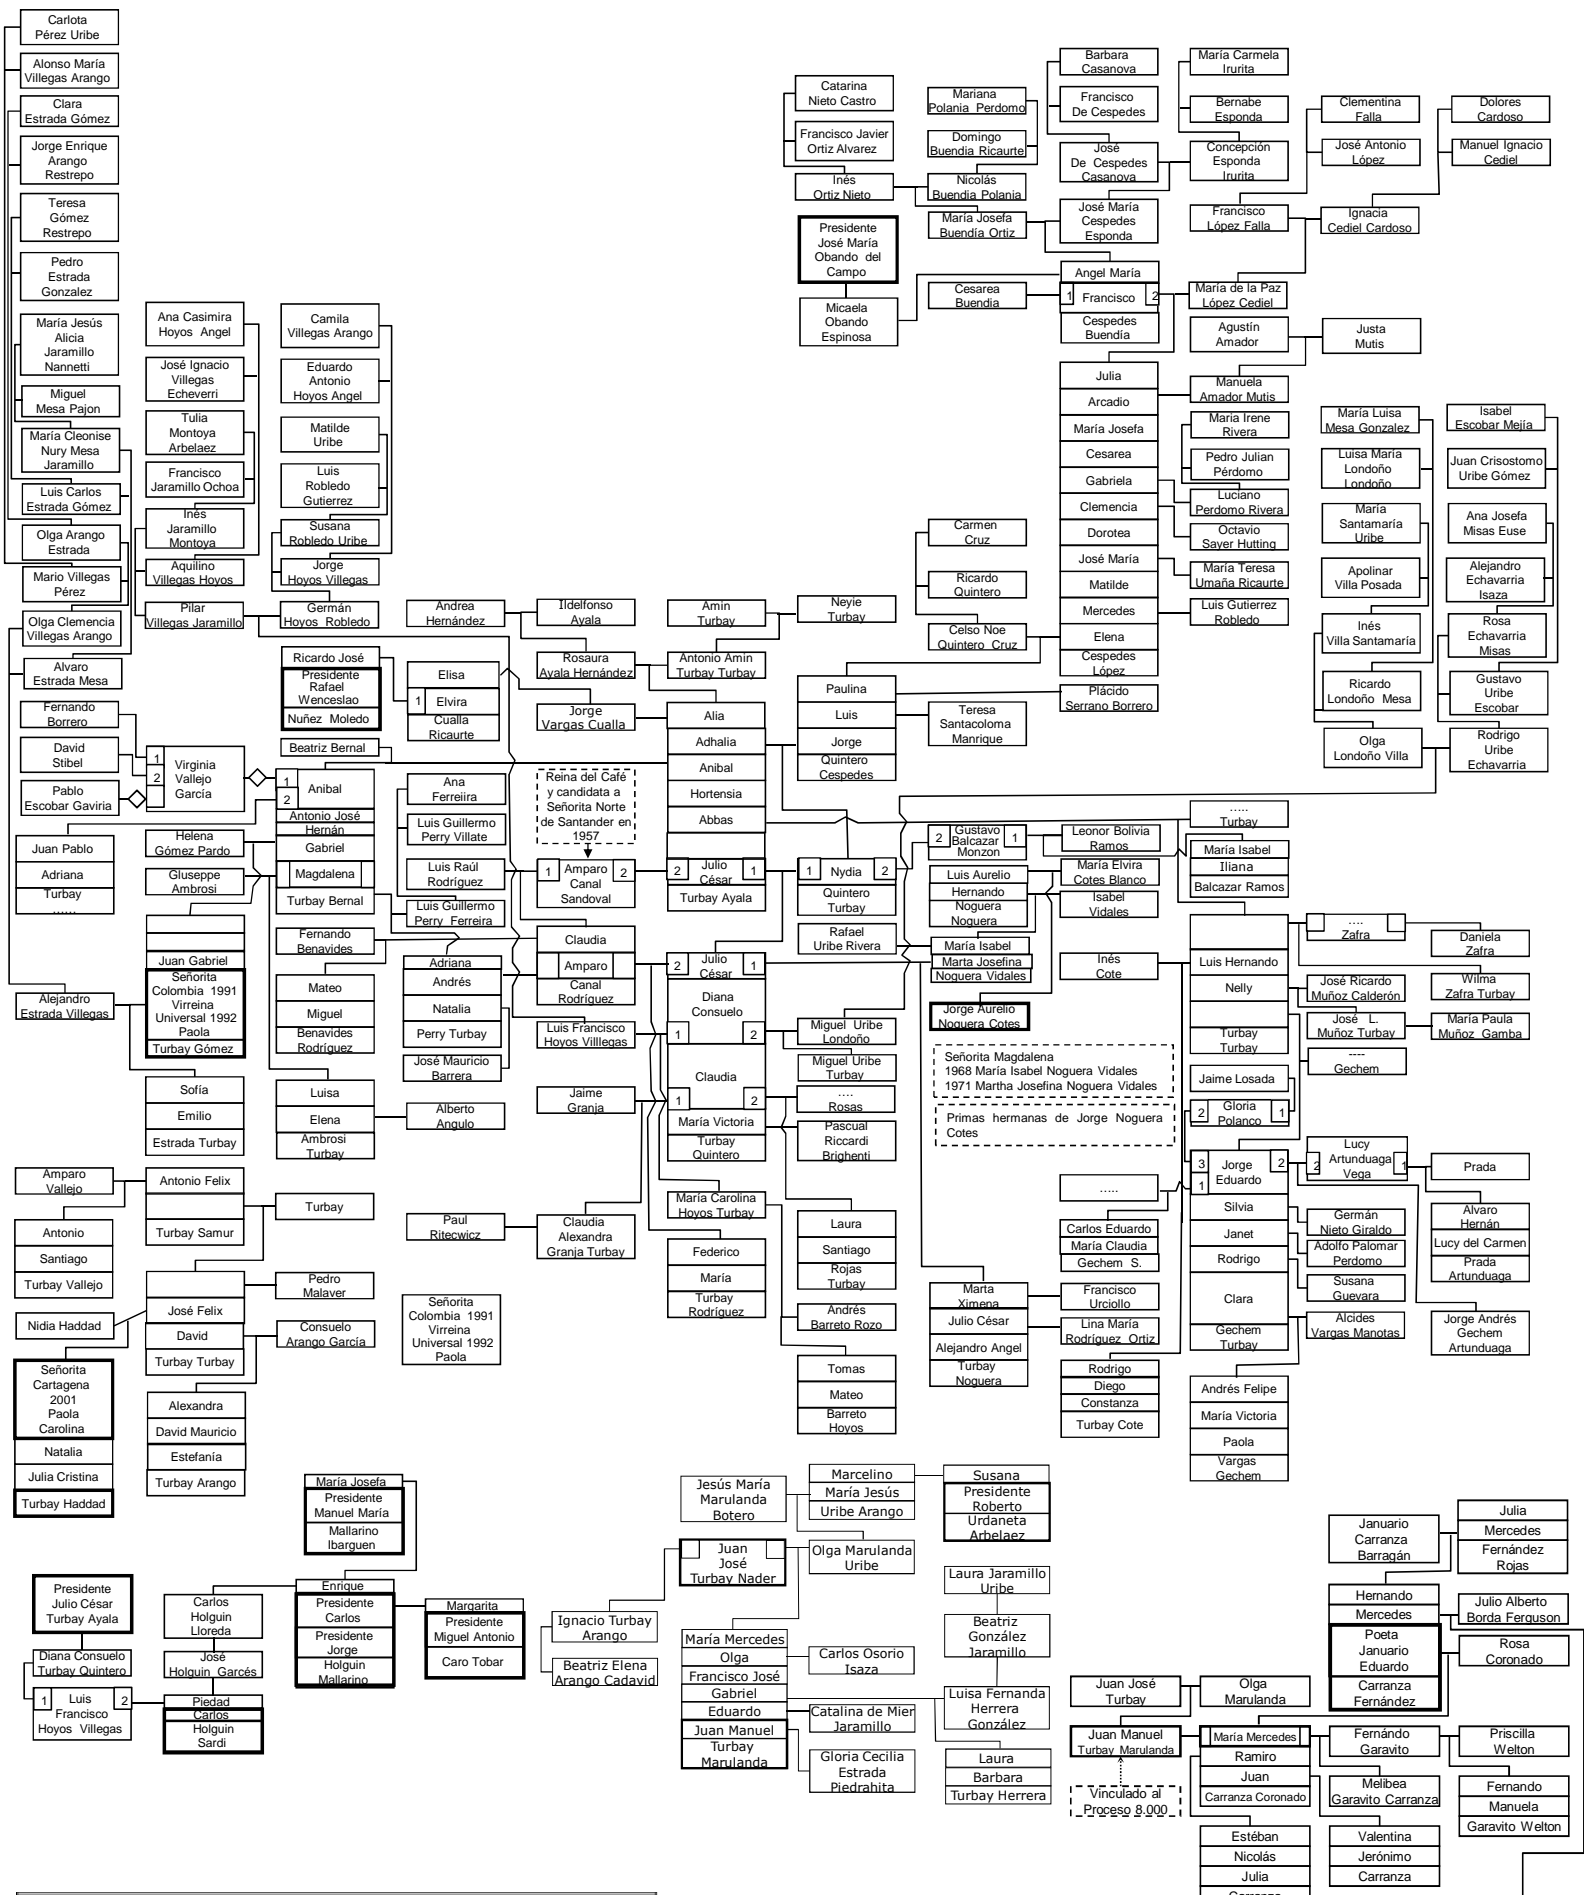 Carlota
Pérez Uribe
Alonso María
Villegas Arango
Clara
Estrada Gómez
Jorge Enrique
Arango
Restrepo
Teresa
Gómez
Restrepo
Pedro
Estrada
Gonzalez
María Jesús
Alicia
Jaramillo
Nannetti
Miguel
Mesa Pajon
María Cleonise
Nury Mesa
Jaramillo
Luis Carlos
Estrada Gómez
Olga Arango
Estrada
Mario Villegas
Pérez
Olga Clemencia
Villegas Arango
Alvaro
Estrada Mesa
Fernando
Borrero
David
Stibel
Pablo
Escobar Gaviria
Ana Casimira
Hoyos Angel
José Ignacio
Villegas
Echeverri
Tulia
Montoya
Arbelaez
Francisco
Jaramillo Ochoa
Inés
Jaramillo
Montoya
Aquilino
Villegas Hoyos
Pilar
Villegas Jaramillo
Camila
Villegas Arango
Eduardo
Antonio
Hoyos Angel
Matilde
Uribe
Luis
Robledo
Gutierrez
Susana
Robledo Uribe
Jorge
Hoyos Villegas
Germán
Hoyos Robledo
Catarina
Nieto Castro
Francisco Javier
Ortiz Alvarez
Inés
Ortiz Nieto
Mariana
Polania Perdomo
Domingo
Buendia Ricaurte
Nicolás
Buendia Polania
María Josefa
Buendía Ortiz
Barbara
Casanova
Francisco
De Cespedes
José
De Cespedes
Casanova
José María
Cespedes
Esponda
María Carmela
Irurita
Bernabe
Esponda
Concepción
Esponda
Irurita
Francisco
López Falla
Clementina
Falla
José Antonio
López
Ignacia
Cediel Cardoso
Dolores
Cardoso
Manuel Ignacio
Cediel
Presidente
José María
Obando del
Campo
Micaela
Obando
Espinosa
Cesarea
Buendia
Angel María
1 Francisco 2
Cespedes
Buendía
María de la Paz
López Cediel
Agustín
Amador
Justa
Mutis
Julia
Arcadio
María Josefa
Cesarea
Gabriela
Clemencia
Dorotea
José María
Matilde
Mercedes
Elena
Cespedes
López
Manuela
Amador Mutis
Maria Irene
Rivera
Pedro Julian
Pérdomo
Luciano
Perdomo Rivera
Octavio
Sayer Hutting
María Teresa
Umaña Ricaurte
Luis Gutierrez
Robledo
Carmen
Cruz
Ricardo
Quintero
Celso Noe
Quintero Cruz
María Luisa
Mesa Gonzalez
Luisa María
Londoño
Londoño
María
Santamaría
Uribe
Apolinar
Villa Posada
Inés
Villa Santamaría
Ricardo
Londoño Mesa
Olga
Londoño Villa
Isabel
Escobar Mejía
Juan Crisostomo
Uribe Gómez
Ana Josefa
Misas Euse
Alejandro
Echavarria
Isaza
Rosa
Echavarria
Misas
Gustavo
Uribe
Escobar
Rodrigo
Uribe
Echavarria
Andrea
Hernández
Ildelfonso
Ayala
Rosaura
Ayala Hernández
Amin
Turbay
Neyie
Turbay
Antonio Amin
Turbay Turbay
Ricardo José
Presidente
Rafael
Wenceslao
Nuñez Moledo
Elisa
1 Elvira
Cualla
Ricaurte
Jorge
Vargas Cualla
Paulina
Luis
Jorge
Quintero
Cespedes
Plácido
Serrano Borrero
Teresa
Santacoloma
Manrique
1
2
Virginia
Vallejo
García
Beatriz Bernal
1
2
Anibal
Antonio José
Hernán
Gabriel
Magdalena
Turbay Bernal
Juan Pablo
Adriana
Turbay
......
Helena
Gómez Pardo
Giuseppe
Ambrosi
Ana
Ferreiira
Luis Guillermo
Perry Villate
Luis Raúl
Rodríguez
Luis Guillermo
Perry Ferreira
Reina del Café
y candidata a
Señorita Norte
de Santander en
1957
1 Amparo 2
Canal
Sandoval
Alia
Adhalia
Anibal
Hortensia
Abbas
2 Julio 1
César
Turbay Ayala
1 Nydia 2
Quintero
Turbay
2 Gustavo 1
Balcazar
Monzon
Leonor Bolivia
Ramos
.....
Turbay
María Isabel
Iliana
Balcazar Ramos
Luis Aurelio
Hernando
Noguera
Noguera
María Elvira
Cotes Blanco
Isabel
Vidales
Rafael
Uribe Rivera
María Isabel
Marta Josefina
Noguera Vidales
Jorge Aurelio
Noguera Cotes
Inés
Cote
Luis Hernando
Nelly
Turbay
Turbay
....
Zafra
Daniela
Zafra
José Ricardo
Muñoz Calderón
Wilma
Zafra Turbay
José L.
Muñoz Turbay
María Paula
Muñoz Gamba
----
Gechem
Juan Gabriel
Señorita
Colombia 1991
Virreina
Universal 1992
Paola
Turbay Gómez
Alejandro
Estrada Villegas
Fernando
Benavides
Mateo
Miguel
Benavides
Rodríguez
Adriana
Andrés
Natalia
Perry Turbay
José Mauricio
Barrera
Claudia
Amparo
Canal
Rodríguez
Luis Francisco
Hoyos Villlegas
2 Julio 1
César
Diana
Consuelo
1 2
Claudia
1 2
María Victoria
Turbay
Quintero
Miguel Uribe
Londoño
Miguel Uribe
Turbay
....
Rosas
Pascual
Riccardi
Brighenti
Señorita Magdalena
1968 María Isabel Noguera Vidales
1971 Martha Josefina Noguera Vidales
Primas hermanas de Jorge Noguera
Cotes
Jaime Losada
2 Gloria 1
Polanco
Sofía
Emilio
Estrada Turbay
Luisa
Elena
Ambrosi
Turbay
Alberto
Angulo
Jaime
Granja
Amparo
Vallejo
Antonio Felix
Turbay Samur
Turbay
Antonio
Santiago
Turbay Vallejo
Paul
Ritecwicz
Claudia
Alexandra
Granja Turbay
María Carolina
Hoyos Turbay
Laura
Santiago
Rojas
Turbay
.....
Carlos Eduardo
María Claudia
Gechem S.
3 Jorge 2
1 Eduardo
Silvia
Janet
Rodrigo
Clara
Gechem
Turbay
Lucy
2 Artunduaga 1
Vega
Prada
Germán
Nieto Giraldo
Adolfo Palomar
Perdomo
Susana
Guevara
Alcides
Vargas Manotas
Alvaro
Hernán
Lucy del Carmen
Prada
Artunduaga
Jorge Andrés
Gechem
Artunduaga
Nidia Haddad
José Felix
David
Turbay Turbay
Pedro
Malaver
Consuelo
Arango García
Señorita
Colombia 1991
Virreina
Universal 1992
Paola
Federico
María
Turbay
Rodríguez
Andrés
Barreto Rozo
Marta
Ximena
Julio César
Alejandro Angel
Turbay
Noguera
Francisco
Urciollo
Lina María
Rodríguez Ortiz
Rodrigo
Diego
Constanza
Turbay Cote
Andrés Felipe
María Victoria
Paola
Vargas
Gechem
Señorita
Cartagena
2001
Paola
Carolina
Natalia
Julia Cristina
Turbay Haddad
Alexandra
David Mauricio
Estefanía
Turbay Arango
Tomas
Mateo
Barreto
Hoyos
María Josefa
Presidente
Manuel María
Mallarino
Ibarguen
Jesús María
Marulanda
Botero
Marcelino
María Jesús
Uribe Arango
Susana
Presidente
Roberto
Urdaneta
Arbelaez
Juan
José
Turbay Nader
Olga Marulanda
Uribe
Januario
Carranza
Barragán
Julia
Mercedes
Fernández
Rojas
Presidente
Julio César
Turbay Ayala
Diana Consuelo
Turbay Quintero
1 Luis 2
Francisco
Hoyos Villegas
Carlos
Holguin
Lloreda
José
Holguin Garcés
Piedad
Carlos
Holguin
Sardi
Enrique
Presidente
Carlos
Presidente
Jorge
Holguin
Mallarino
Margarita
Presidente
Miguel Antonio
Caro Tobar
Ignacio Turbay
Arango
Beatriz Elena
Arango Cadavid
María Mercedes
Olga
Francisco José
Gabriel
Eduardo
Juan Manuel
Turbay
Marulanda
Carlos Osorio
Isaza
Catalina de Mier
Jaramillo
Gloria Cecilia
Estrada
Piedrahita
Laura Jaramillo
Uribe
Beatriz
González
Jaramillo
Luisa Fernanda
Herrera
González
Laura
Barbara
Turbay Herrera
Hernando
Mercedes
Poeta
Januario
Eduardo
Carranza
Fernández
Julio Alberto
Borda Ferguson
Rosa
Coronado
Juan José
Turbay
Olga
Marulanda
Juan Manuel
Turbay Marulanda
María Mercedes
Ramiro
Juan
Carranza Coronado
Fernándo
Garavito
Priscilla
Welton
Melibea
Garavito Carranza
Fernando
Manuela
Garavito Welton
Vinculado al
Proceso 8.000
Estéban
Nicolás
Julia
Valentina
Jerónimo
Carranza